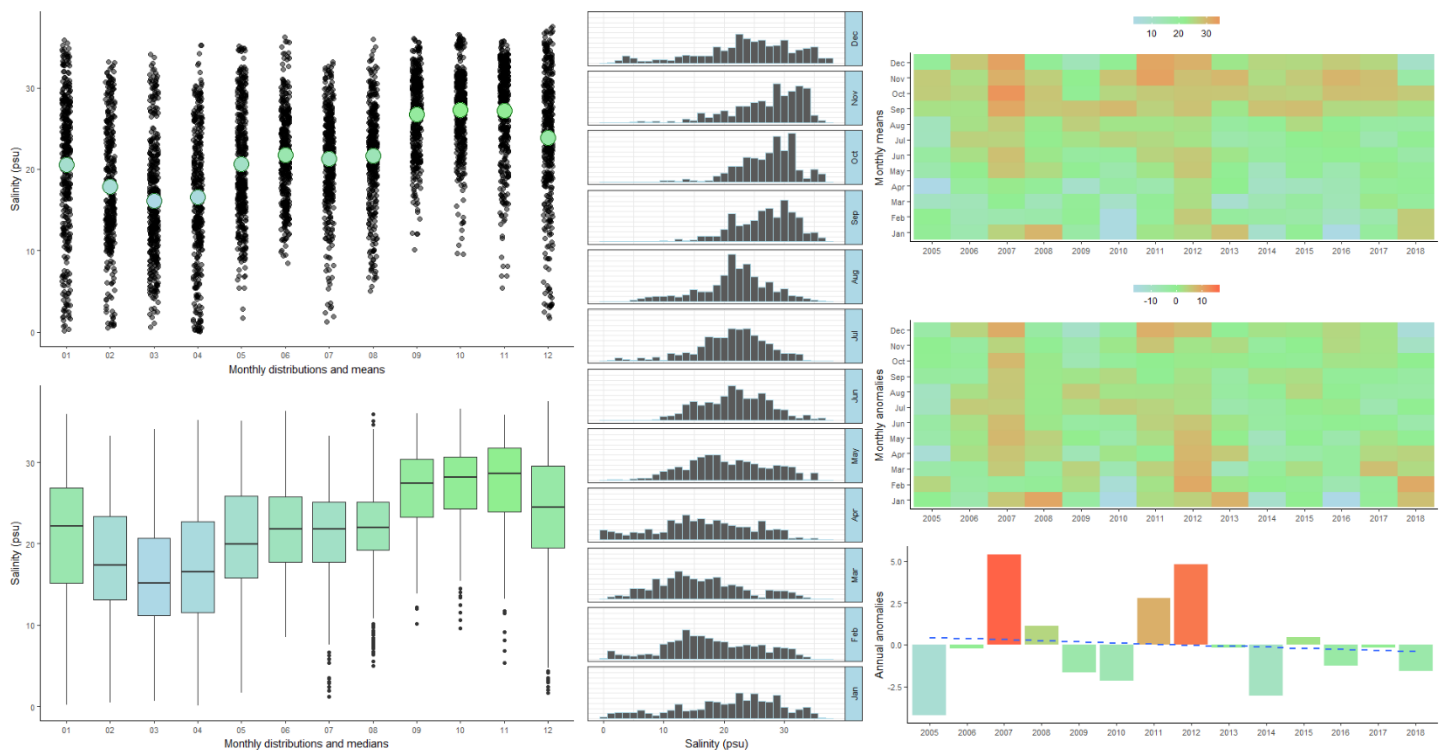 Salinity (psu)
30
20
10
0
01 02 03 04 05 06 07 08 09 10 11 12
Monthly distributions and means
Salinity (psu)
30
20
10
0
01 02 03 04 05 06 07 08 09 10 11 12
Monthly distributions and medians
Dec
Nov
Oct
Sep
Aug
Jul
Jun
May
Apr
Mar
Feb
Jan
0 10 20 30
Salinity (psu)
10 20 30
Monthly means
Dec
Nov
Oct
Sep
Aug
Jul
Jun
May
Apr
Mar
Feb
Jan
2005 2006 2007 2008 2009 2010 2011 2012 2013 2014 2015 2016 2017 2018
-10 0 10
Monthly anomalies
Dec
Nov
Oct
Sep
Aug
Jul
Jun
May
Apr
Mar
Feb
Jan
2005 2006 2007 2008 2009 2010 2011 2012 2013 2014 2015 2016 2017 2018
Annual anomalies
5.0
2.5
0.0
-2.5
2005 2006 2007 2008 2009 2010 2011 2012 2013 2014 2015 2016 2017 2018